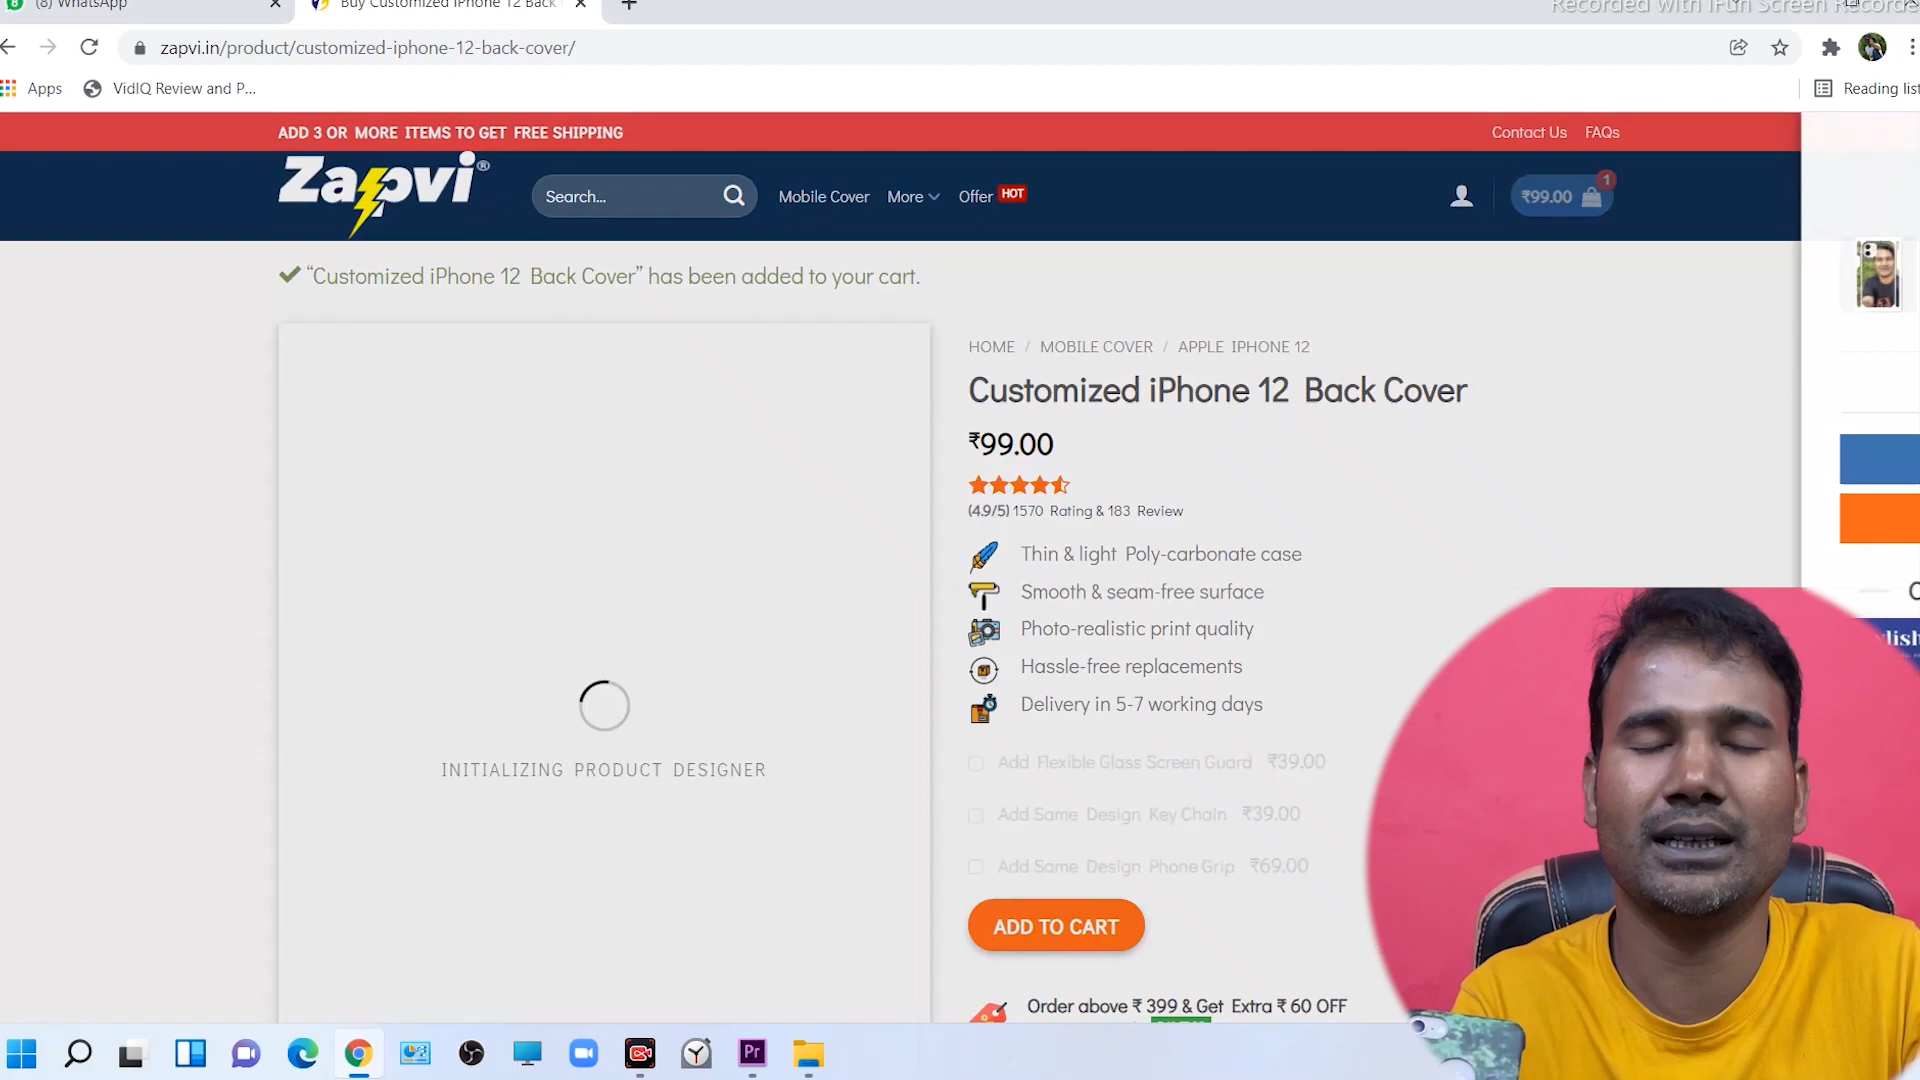 (8) WhatsApp
Buy Customized iPhone 12 Back
Recorded with iFun Screen Recorde
zapvi.in/product/customized-iphone-12-back-cover/
Apps
VidIQ Review and P...
Reading list
ADD 3 OR MORE ITEMS TO GET FREE SHIPPING
Contact Us
FAQs
Zapvi®
Search...
Mobile Cover
More
Offer HOT
₹99.00
1
“Customized iPhone 12 Back Cover” has been added to your cart.
HOME / MOBILE COVER / APPLE IPHONE 12
Customized iPhone 12 Back Cover
₹99.00
(4.9/5) 1570 Rating & 183 Review
Thin & light Poly-carbonate case
Smooth & seam-free surface
Photo-realistic print quality
Hassle-free replacements
Delivery in 5-7 working days
INITIALIZING PRODUCT DESIGNER
Add Flexible Glass Screen Guard ₹39.00
Add Same Design Key Chain ₹39.00
Add Same Design Phone Grip ₹69.00
ADD TO CART
Order above ₹ 399 & Get Extra ₹ 60 OFF
Pr